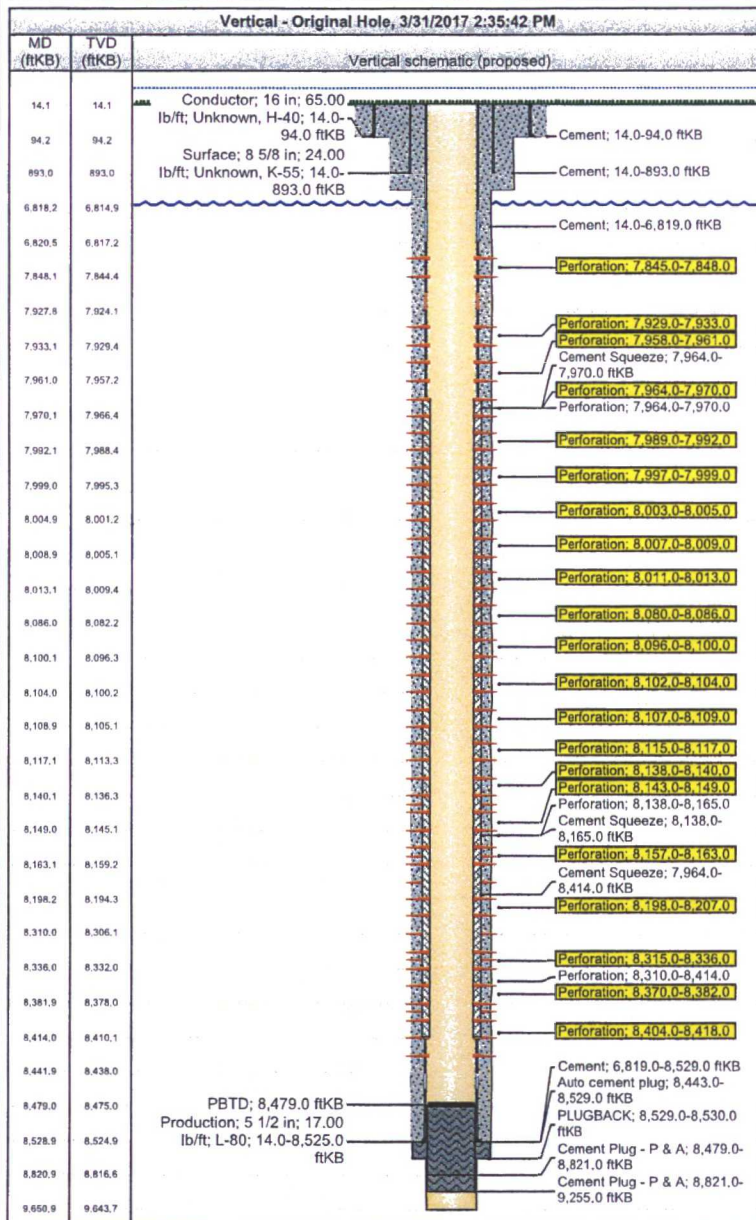 Vertical - Original Hole, 3/31/2017 2:35:42 PM
MD (ftKB)
TVD (ftKB)
Vertical schematic (proposed)
14.1 14.1
94.2 94.2
893.0 893.0
6,818.2 6,814.9
6,820.5 6,817.2
7,848.1 7,844.4
7,927.8 7,924.1
7,933.1 7,929.4
7,961.0 7,957.2
7,970.1 7,966.4
7,992.1 7,988.4
7,999.0 7,995.3
8,004.9 8,001.2
8,008.9 8,005.1
8,013.1 8,009.4
8,086.0 8,082.2
8,100.1 8,096.3
8,104.0 8,100.2
8,108.9 8,105.1
8,117.1 8,113.3
8,140.1 8,136.3
8,149.0 8,145.1
8,163.1 8,159.2
8,198.2 8,194.3
8,310.0 8,306.1
8,336.0 8,332.0
8,381.9 8,378.0
8,414.0 8,410.1
8,441.9 8,438.0
8,479.0 8,475.0
8,528.9 8,524.9
8,820.9 8,816.6
9,650.9 9,643.7
Conductor; 16 in; 65.00
lb/ft; Unknown, H-40; 14.0-
94.0 ftKB
Surface; 8 5/8 in; 24.00
lb/ft; Unknown, K-55; 14.0-
893.0 ftKB
PBTD; 8,479.0 ftKB
Production; 5 1/2 in; 17.00
lb/ft; L-80; 14.0-8,525.0
ftKB
Cement; 14.0-94.0 ftKB
Cement; 14.0-893.0 ftKB
Cement; 14.0-6,819.0 ftKB
Perforation; 7,845.0-7,848.0
Perforation; 7,929.0-7,933.0
Perforation; 7,958.0-7,961.0
Cement Squeeze; 7,964.0-
7,970.0 ftKB
Perforation; 7,964.0-7,970.0
Perforation; 7,964.0-7,970.0
Perforation; 7,989.0-7,992.0
Perforation; 7,997.0-7,999.0
Perforation; 8,003.0-8,005.0
Perforation; 8,007.0-8,009.0
Perforation; 8,011.0-8,013.0
Perforation; 8,080.0-8,086.0
Perforation; 8,096.0-8,100.0
Perforation; 8,102.0-8,104.0
Perforation; 8,107.0-8,109.0
Perforation; 8,115.0-8,117.0
Perforation; 8,138.0-8,140.0
Perforation; 8,143.0-8,149.0
Perforation; 8,138.0-8,165.0
Cement Squeeze; 8,138.0-
8,165.0 ftKB
Perforation; 8,157.0-8,163.0
Cement Squeeze; 7,964.0-
8,414.0 ftKB
Perforation; 8,198.0-8,207.0
Perforation; 8,315.0-8,336.0
Perforation; 8,310.0-8,414.0
Perforation; 8,370.0-8,382.0
Perforation; 8,404.0-8,418.0
Cement; 6,819.0-8,529.0 ftKB
Auto cement plug; 8,443.0-
8,529.0 ftKB
PLUGBACK; 8,529.0-8,530.0
ftKB
Cement Plug - P & A; 8,479.0-
8,821.0 ftKB
Cement Plug - P & A; 8,821.0-
9,255.0 ftKB